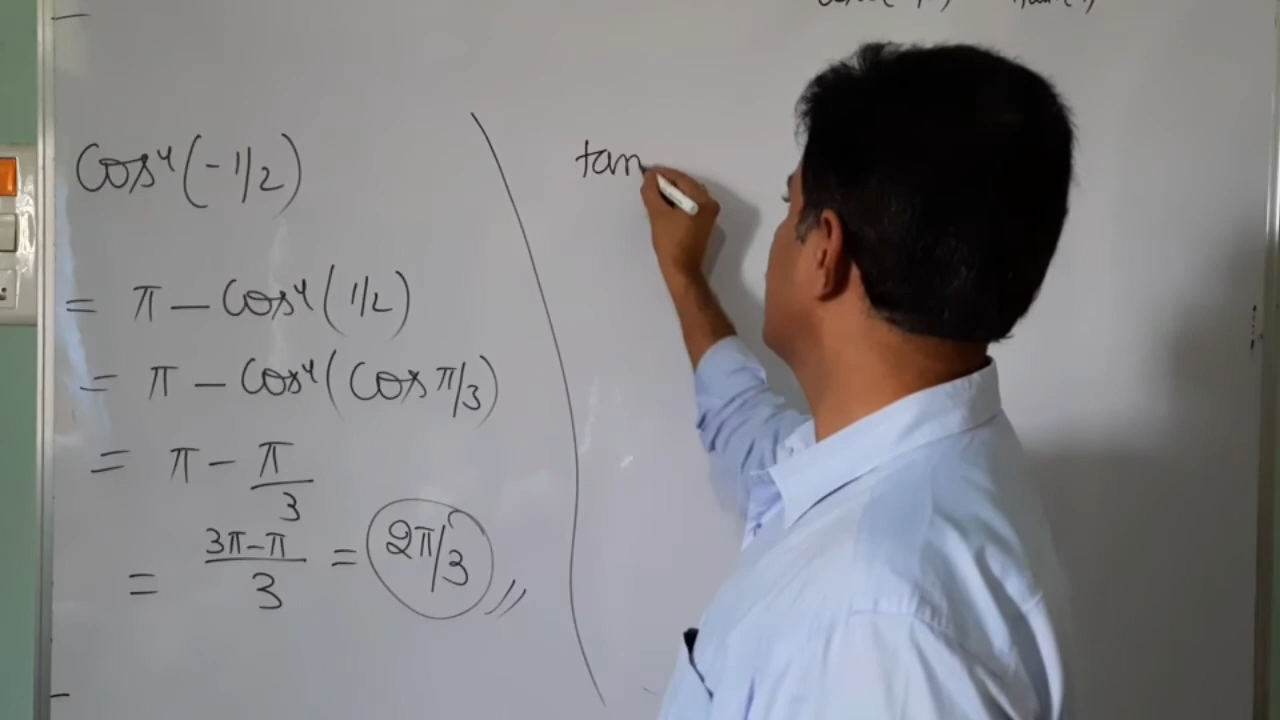 cos⁻¹(-1/2)
= π - cos⁻¹(1/2)
= π - cos⁻¹(cos π/3)
= π - π/3
= 3π-π/3 = 2π/3
tan